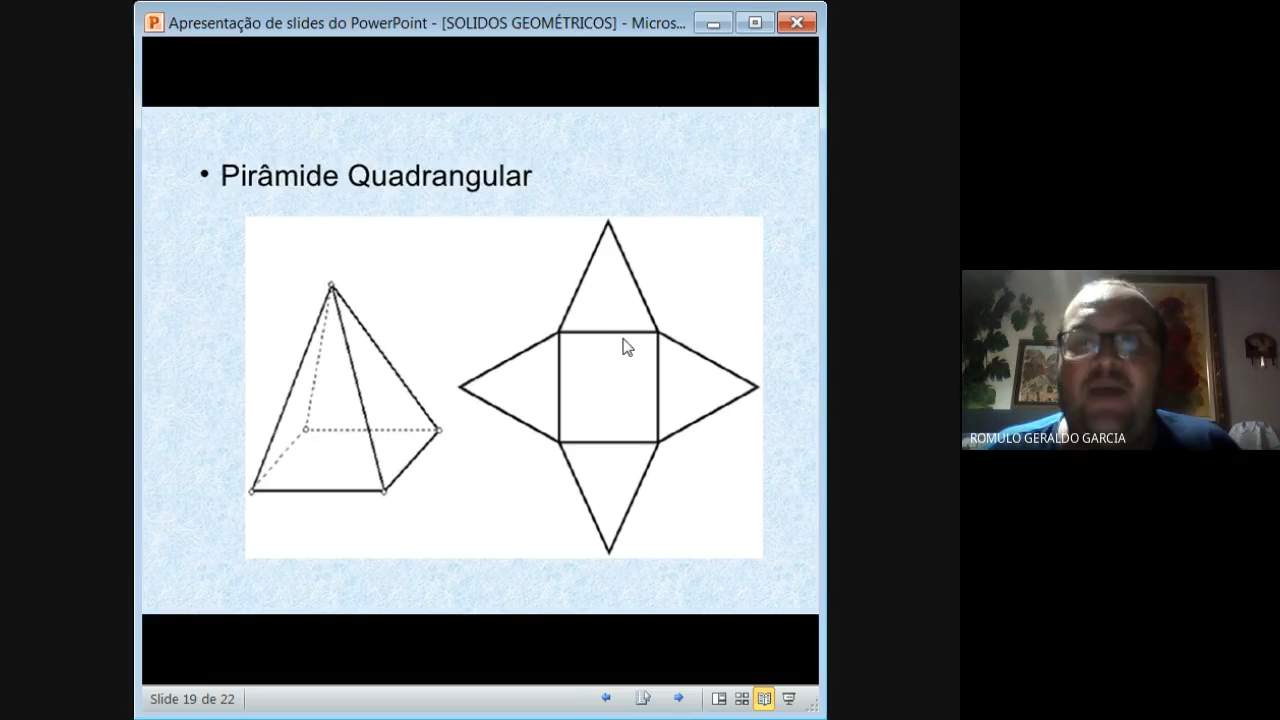 Apresentação de slides do PowerPoint - [SOLIDOS GEOMÉTRICOS] - Micros...
• Pirâmide Quadrangular
ROMULO GERALDO GARCIA
Slide 19 de 22